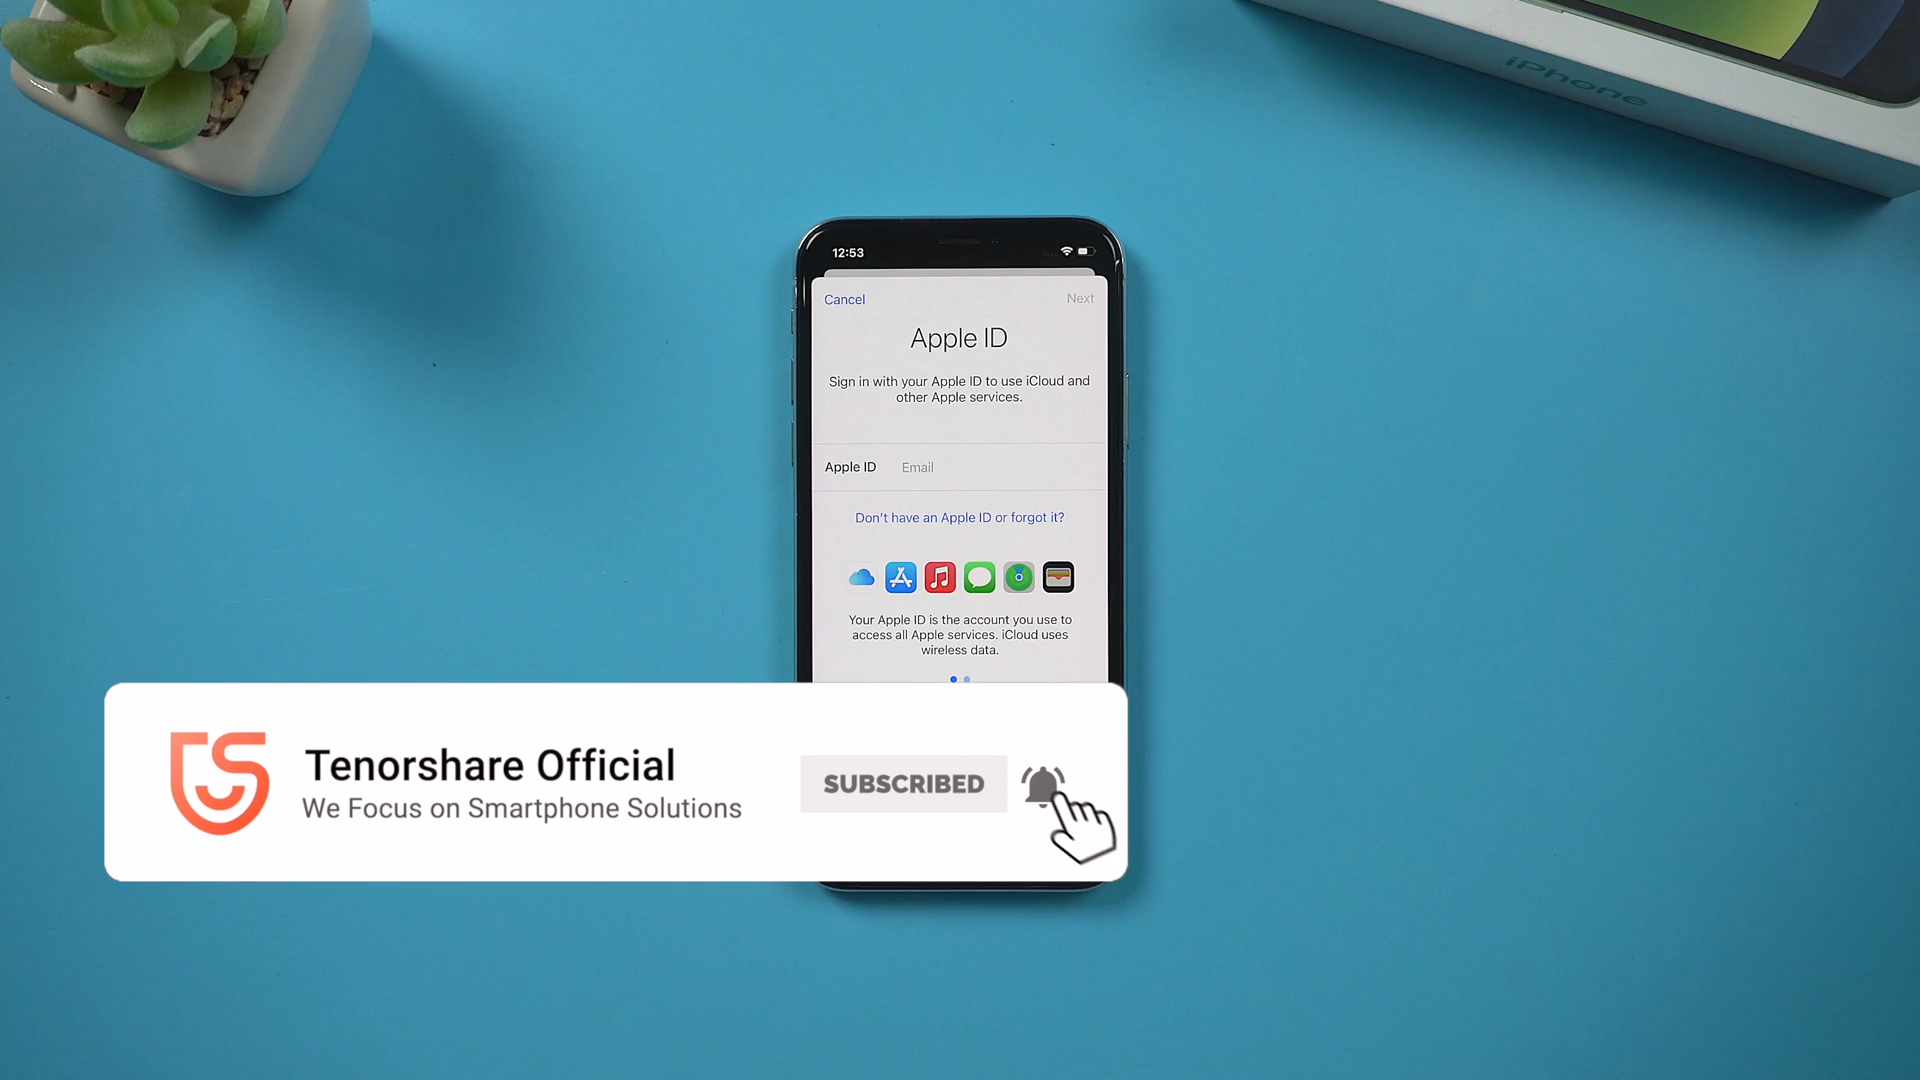 iPhone
12:53
Cancel
Next
Apple ID
Sign in with your Apple ID to use iCloud and
other Apple services.
Apple ID Email
Don't have an Apple ID or forgot it?
Your Apple ID is the account you use to
access all Apple services. iCloud uses
wireless data.
Tenorshare Official
We Focus on Smartphone Solutions
SUBSCRIBED